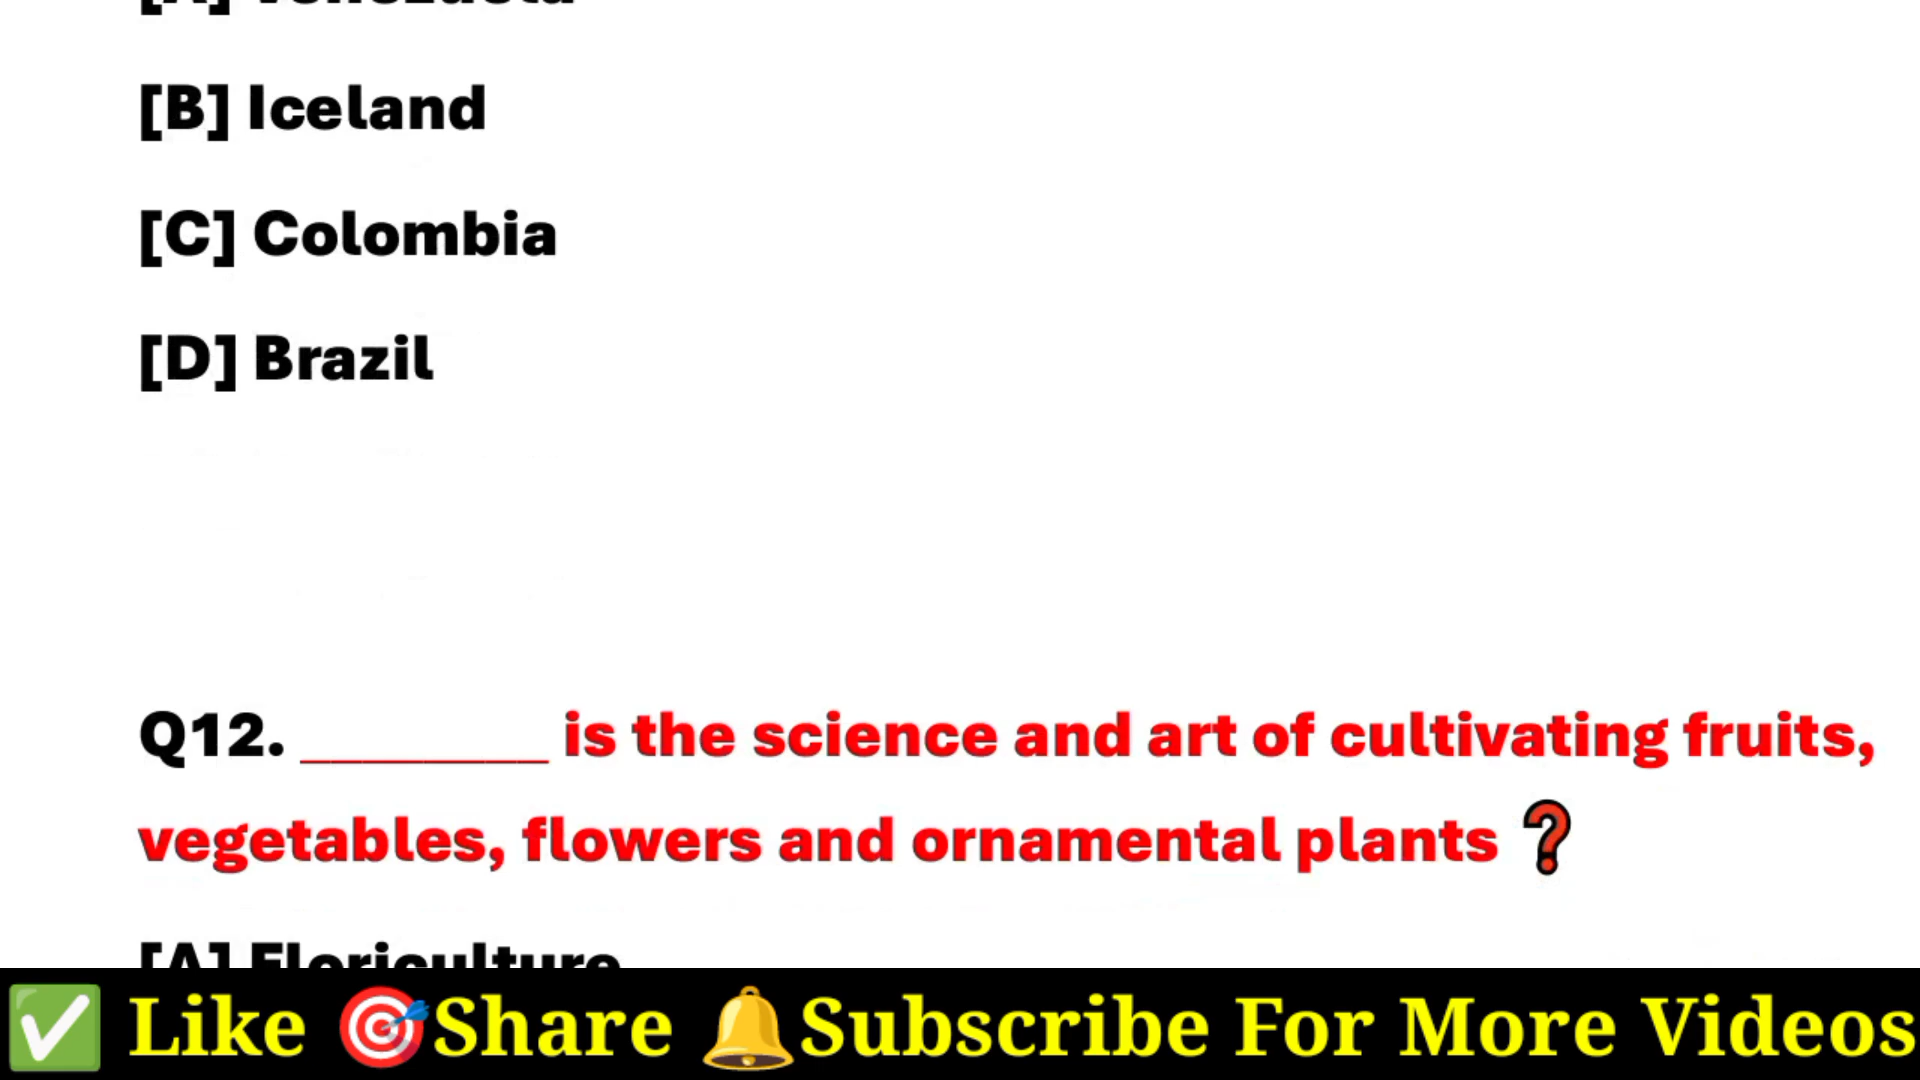 [A] Venezuela
[B] Iceland
[C] Colombia
[D] Brazil
Q12. ________ is the science and art of cultivating fruits,
vegetables, flowers and ornamental plants ❓
[A] Floriculture
✅ Like 🎯Share 🔔Subscribe For More Videos